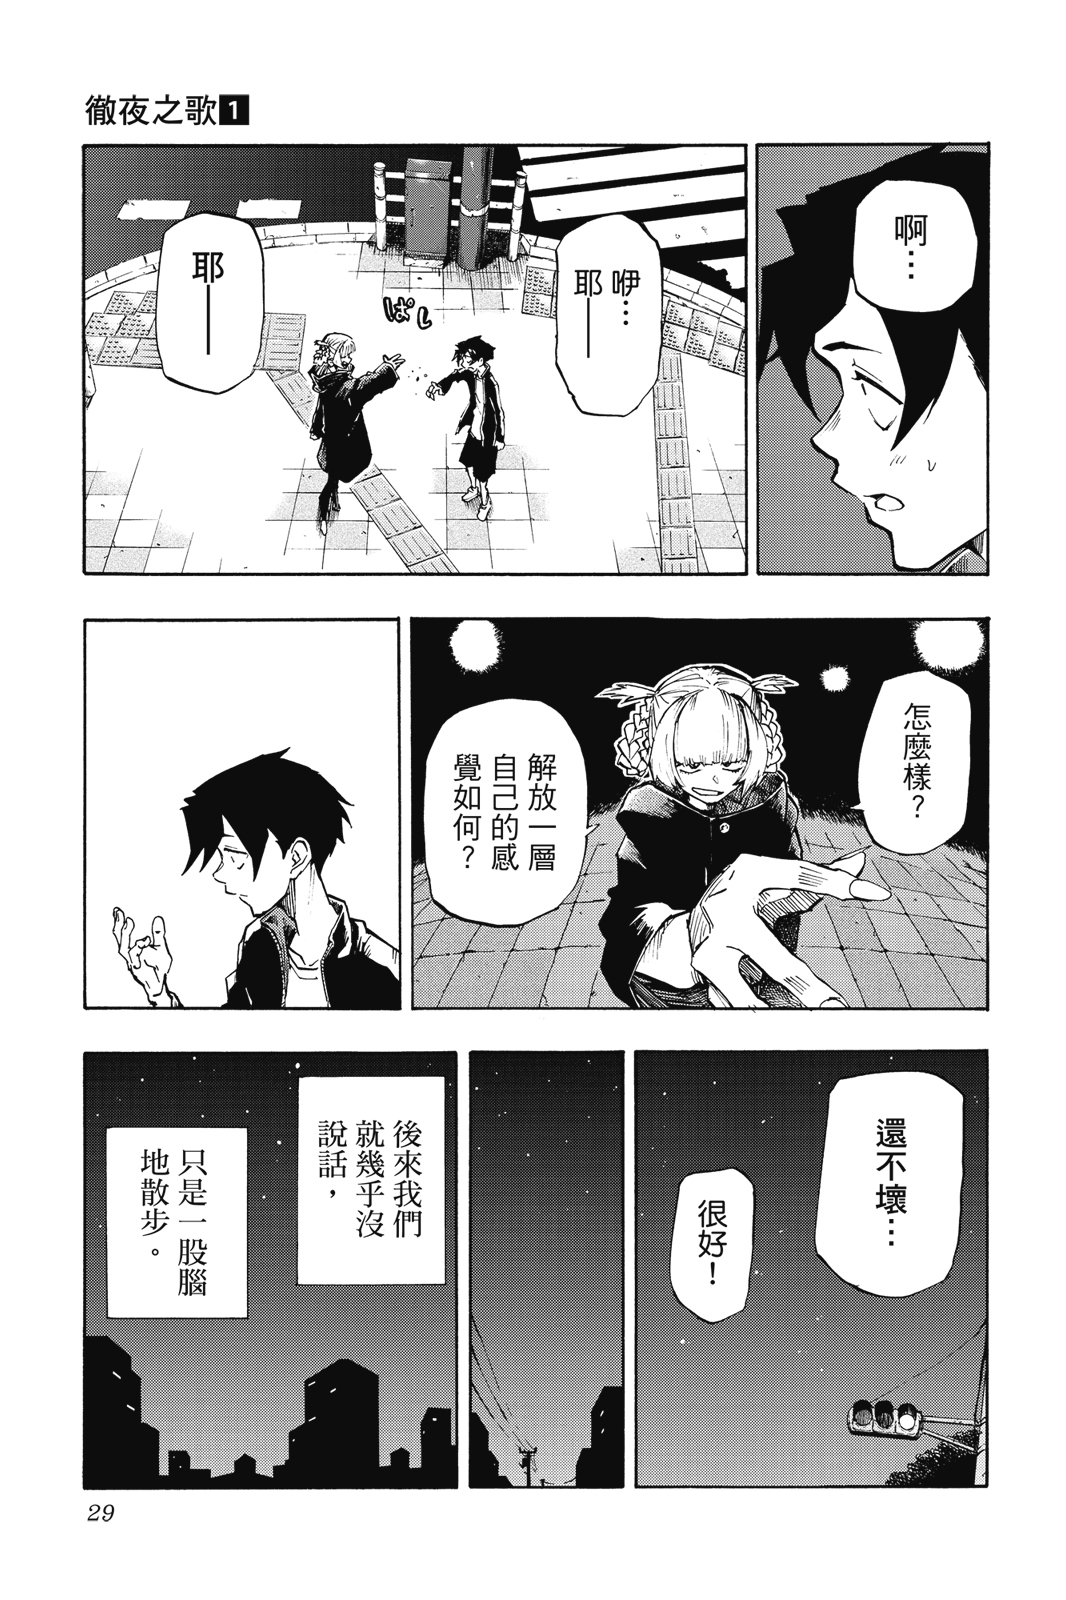 徹夜之歌1
啊…
咿…
耶——
ぱし
耶——
怎麼樣？
解放一層
自己的感
覺如何？
還不壞…
很好！
後來我們
就幾乎沒
說話，
只是一股腦
地散步。
29